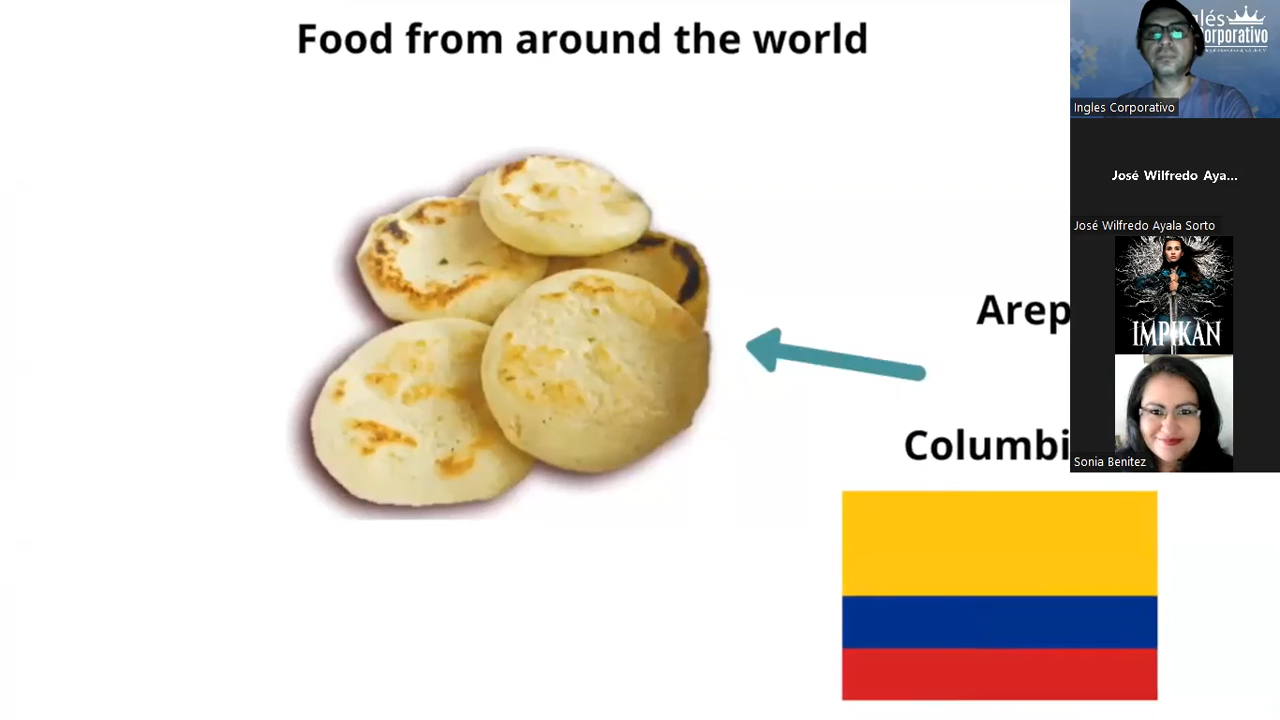 Food from around the world
Arep
Columbi
glés
orporativo
Ingles Corporativo
José Wilfredo Aya...
José Wilfredo Ayala Sorto
IMPIKAN
Sonia Benitez